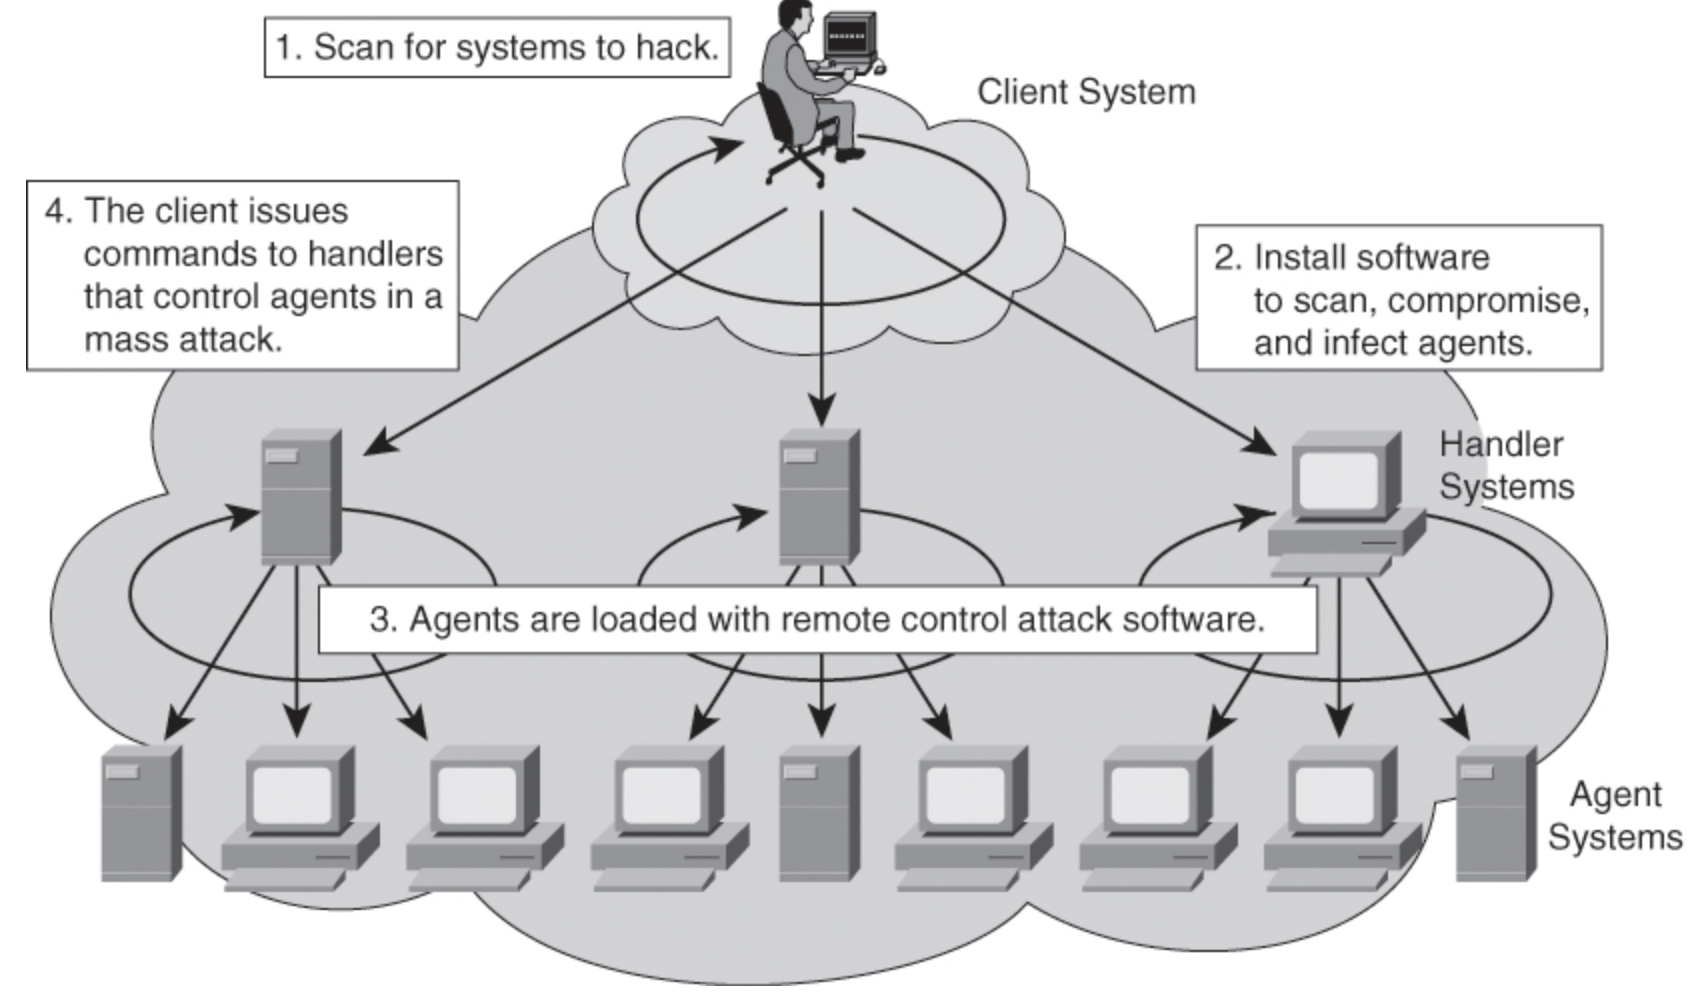 1. Scan for systems to hack.
Client System
4. The client issues
commands to handlers
that control agents in a
mass attack.
2. Install software
to scan, compromise,
and infect agents.
Handler
Systems
3. Agents are loaded with remote control attack software.
Agent
Systems